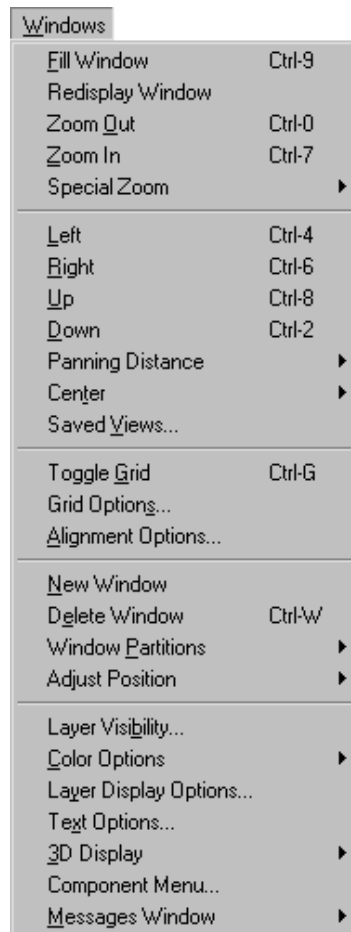 Windows
Fill Window Ctrl-9
Redisplay Window
Zoom Out Ctrl-0
Zoom In Ctrl-7
Special Zoom
Left Ctrl-4
Right Ctrl-6
Up Ctrl-8
Down Ctrl-2
Panning Distance
Center
Saved Views...
Toggle Grid Ctrl-G
Grid Options...
Alignment Options...
New Window
Delete Window Ctrl-W
Window Partitions
Adjust Position
Layer Visibility...
Color Options
Layer Display Options...
Text Options...
3D Display
Component Menu...
Messages Window